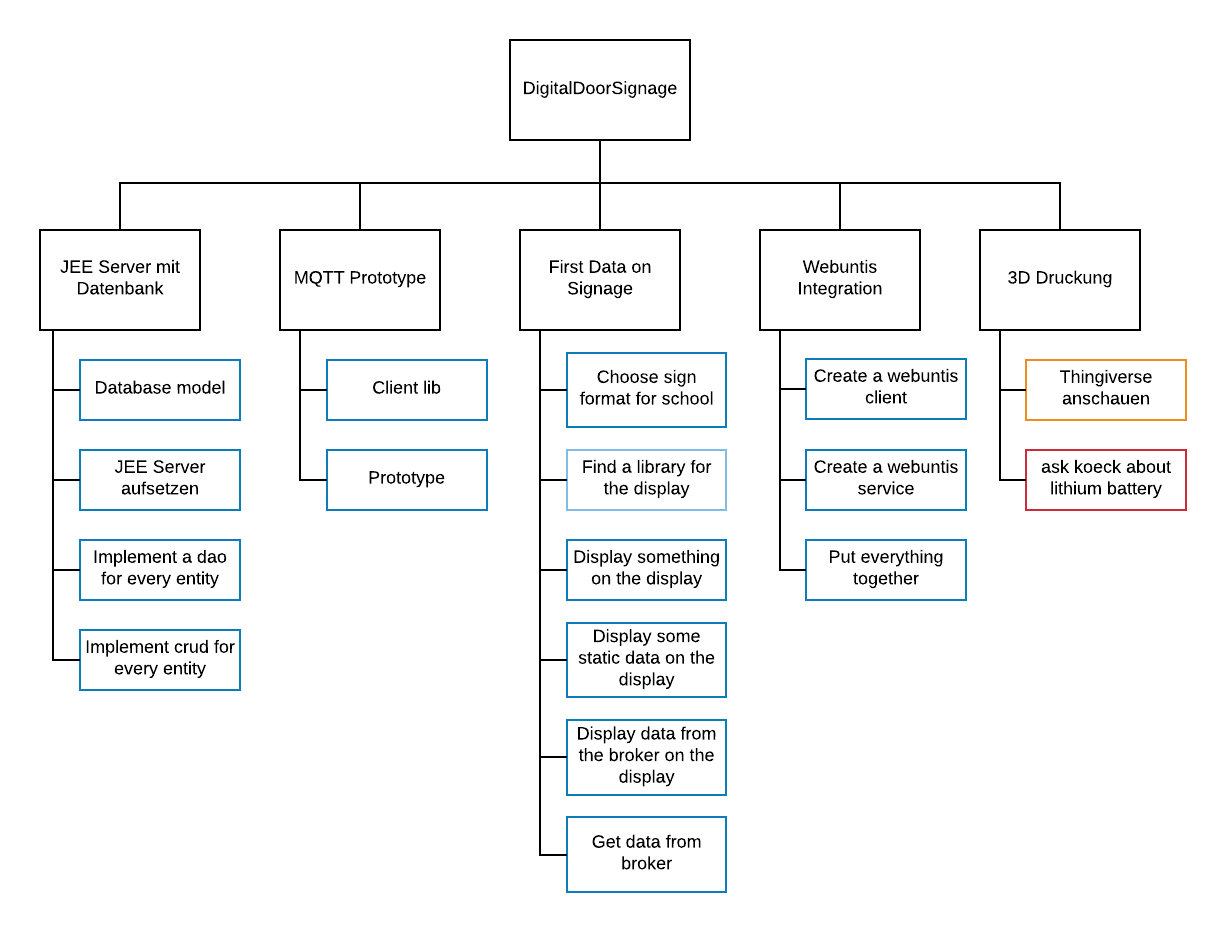 DigitalDoorSignage
JEE Server mit
Datenbank
MQTT Prototype
First Data on
Signage
Webuntis
Integration
3D Druckung
Database model
JEE Server
aufsetzen
Implement a dao
for every entity
Implement crud for
every entity
Client lib
Prototype
Choose sign
format for school
Find a library for
the display
Display something
on the display
Display some
static data on the
display
Display data from
the broker on the
display
Get data from
broker
Create a webuntis
client
Create a webuntis
service
Put everything
together
Thingiverse
anschauen
ask koeck about
lithium battery